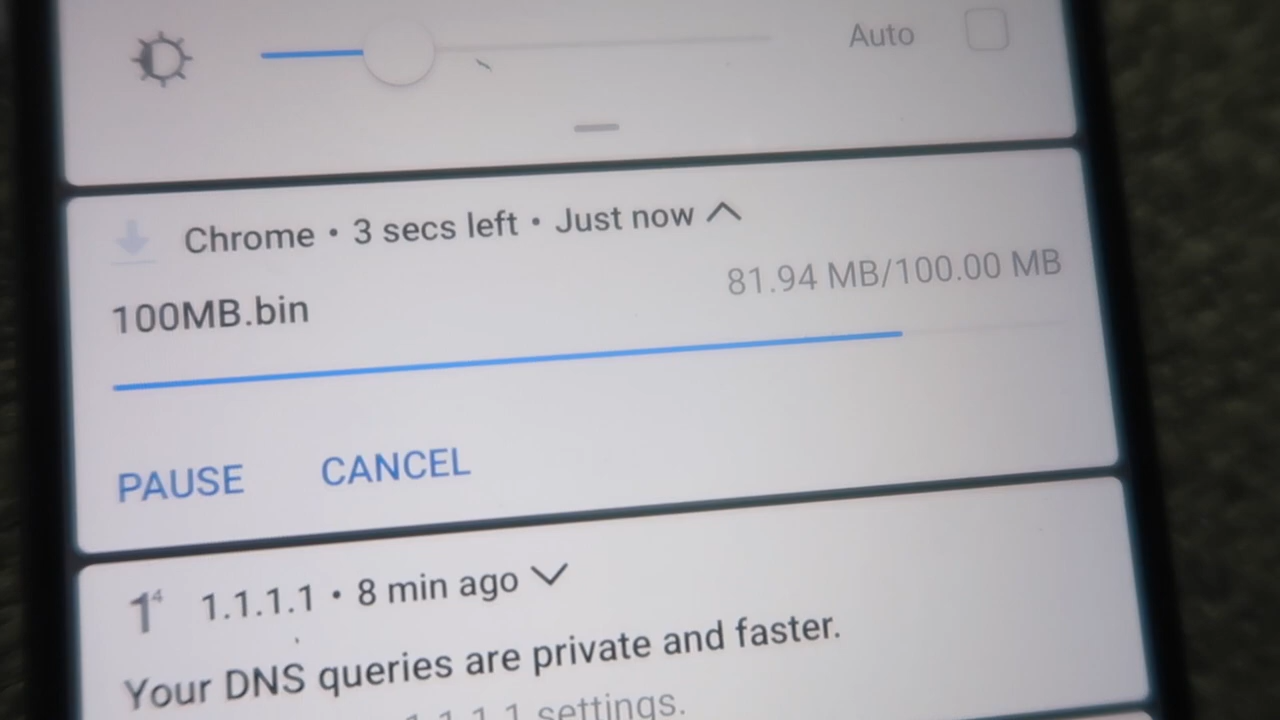 Auto
Chrome • 3 secs left • Just now
100MB.bin
81.94 MB/100.00 MB
PAUSE CANCEL
1⁴ 1.1.1.1 • 8 min ago
Your DNS queries are private and faster.
1.1.1.1 settings.